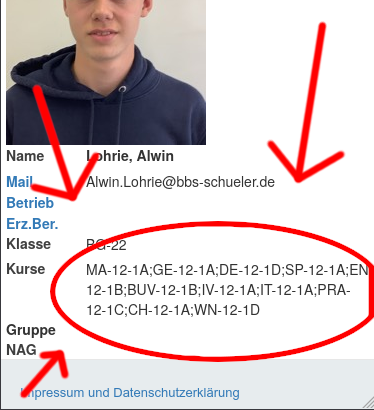 Name Lohrie, Alwin
Mail Alwin.Lohrie@bbs-schueler.de
Betrieb
Erz.Ber.
Klasse BG-22
Kurse MA-12-1A;GE-12-1A;DE-12-1D;SP-12-1A;EN
12-1B;BUV-12-1B;IV-12-1A;IT-12-1A;PRA-
12-1C;CH-12-1A;WN-12-1D
Gruppe
NAG
Impressum und Datenschutzerklärung